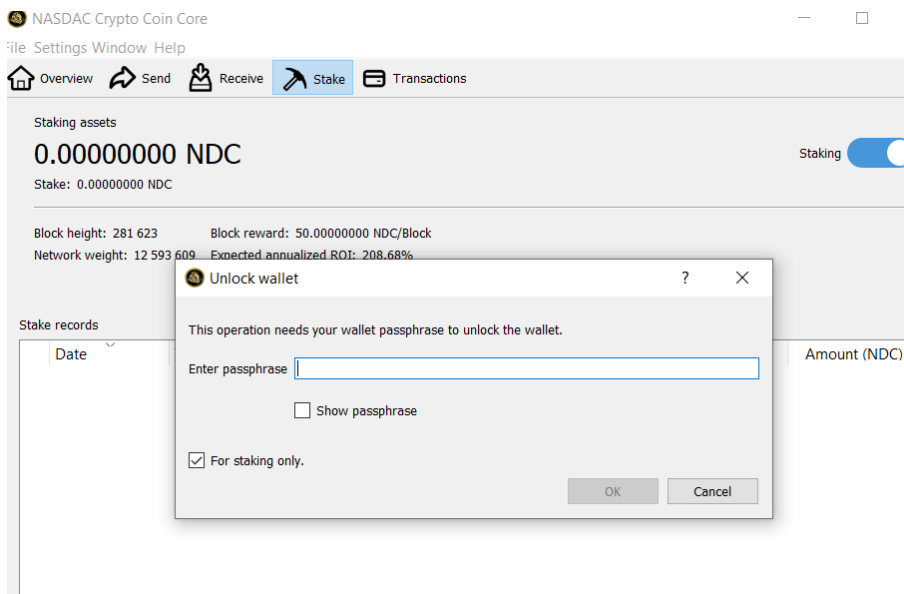 NASDAC Crypto Coin Core
File Settings Window Help
Overview Send Receive Stake Transactions
Staking assets
0.00000000 NDC
Staking
Stake: 0.00000000 NDC
Block height: 281 623 Block reward: 50.00000000 NDC/Block
Network weight: 12 593 609 Expected annualized ROI: 208.68%
Unlock wallet ?
Stake records
This operation needs your wallet passphrase to unlock the wallet.
Date Amount (NDC)
Enter passphrase
Show passphrase
For staking only.
OK Cancel